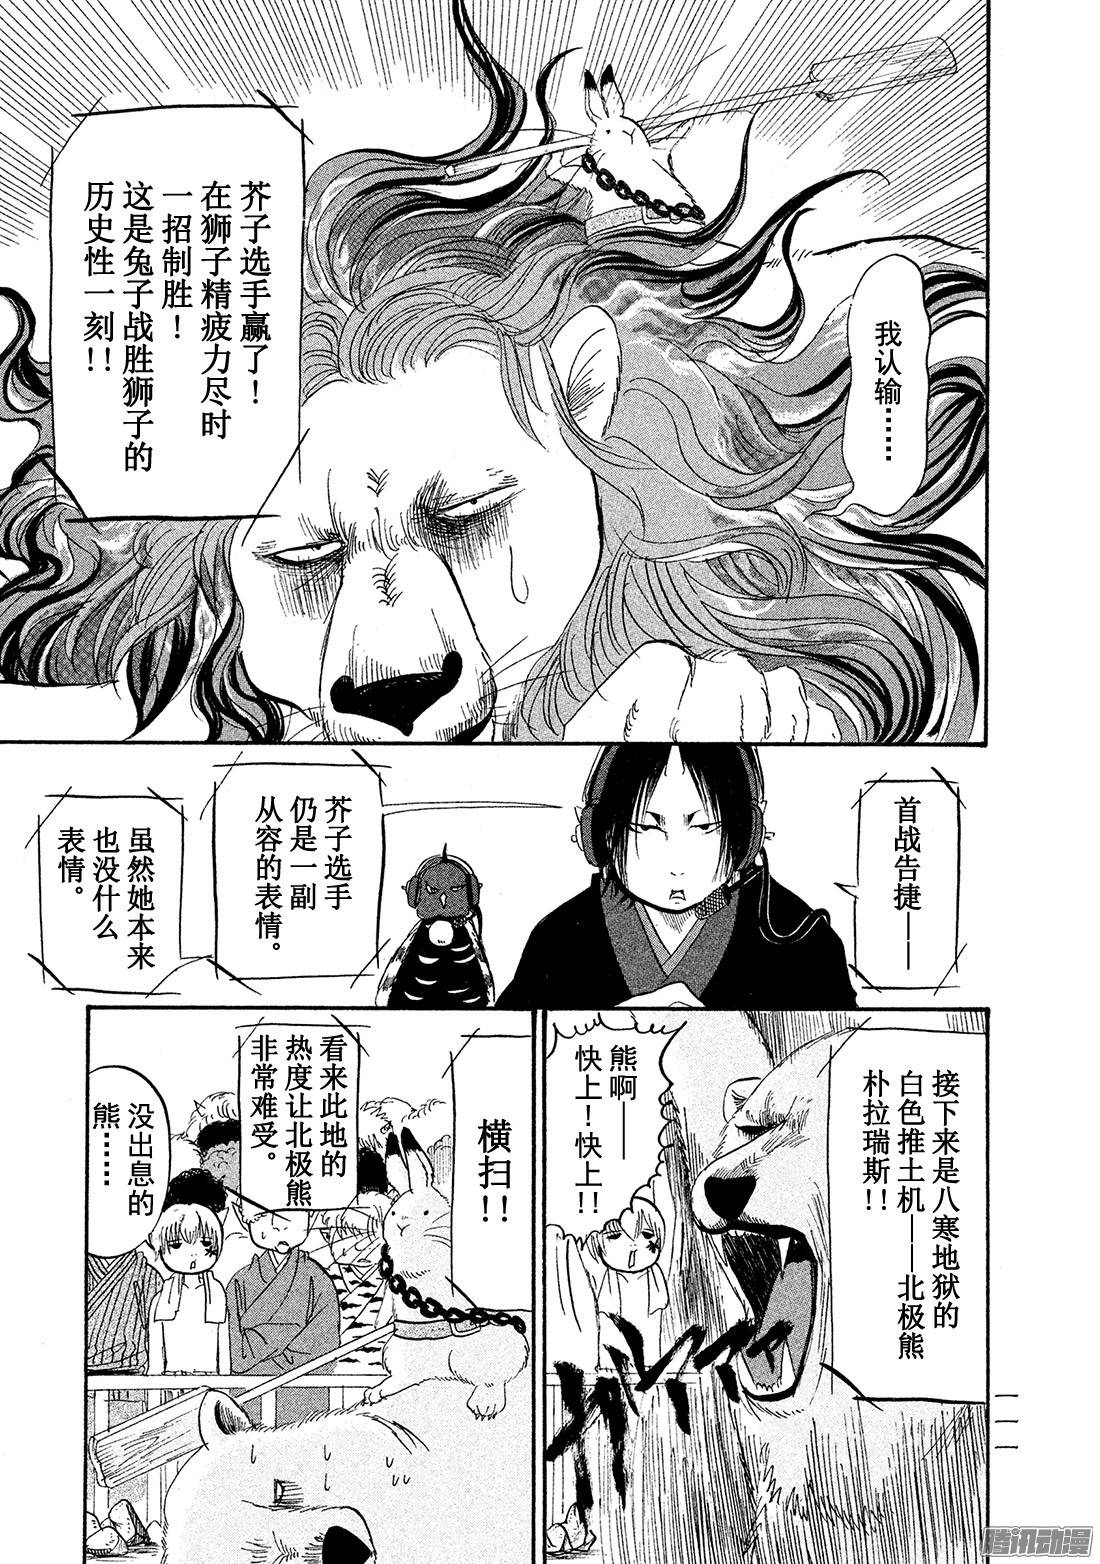 我认输……
芥子选手赢了！
在狮子精疲力尽时
一招制胜！
这是兔子战胜狮子的
历史性一刻！！
首战告捷——
芥子选手
仍是一副
从容的表情。
虽然她本来
也没什么
表情。
接下来是八寒地狱的
白色推土机——北极熊
朴拉瑞斯！！
熊啊——
快上！快上！！
横扫！！
看来此地的
热度让北极熊
非常难受。
没出息的
熊……
一一一
腾讯动漫